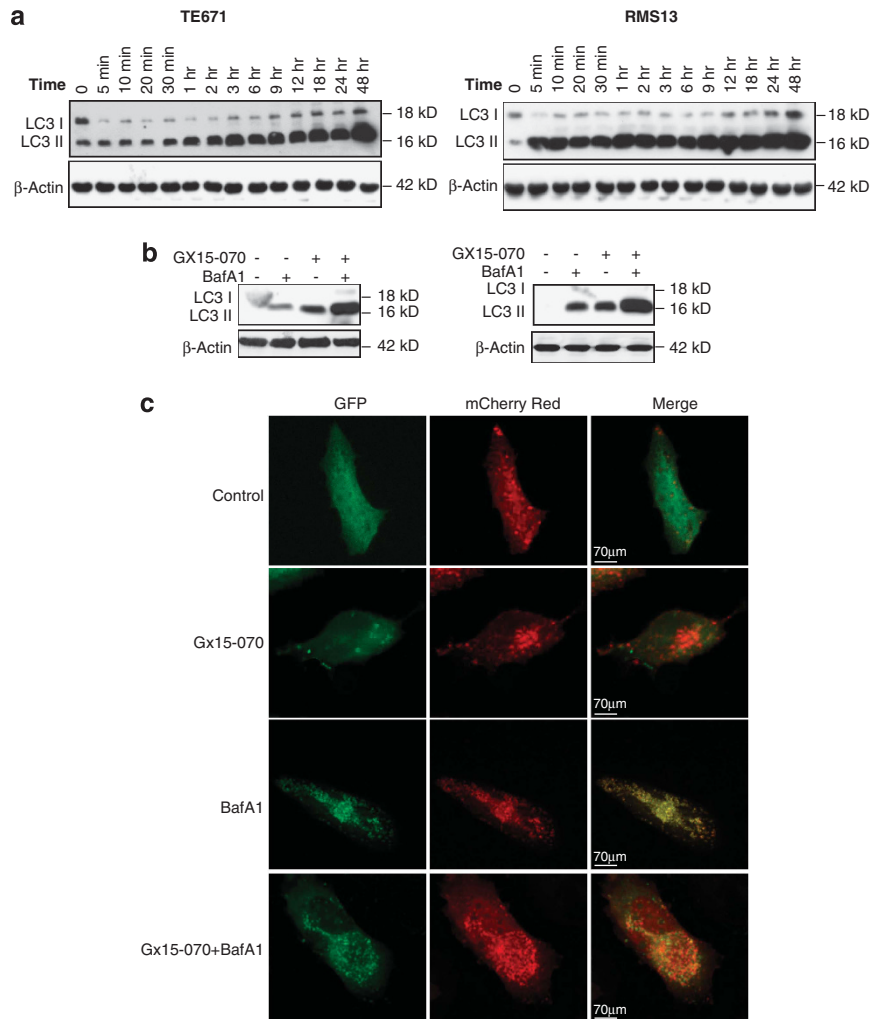 a
TE671
RMS13
Time 0 5 min 10 min 20 min 30 min 1 hr 2 hr 3 hr 6 hr 9 hr 12 hr 18 hr 24 hr 48 hr
LC3 I
LC3 II
18 kD
16 kD
β-Actin
42 kD
Time 0 5 min 10 min 20 min 30 min 1 hr 2 hr 3 hr 6 hr 9 hr 12 hr 18 hr 24 hr 48 hr
LC3 I
LC3 II
18 kD
16 kD
β-Actin
42 kD
b
GX15-070 - - + +
BafA1 - + - +
LC3 I
LC3 II
18 kD
16 kD
β-Actin
42 kD
GX15-070 - - + +
BafA1 - + - +
LC3 I
LC3 II
18 kD
16 kD
β-Actin
42 kD
c
GFP mCherry Red Merge
Control
70μm
Gx15-070
70μm
BafA1
70μm
Gx15-070+BafA1
70μm